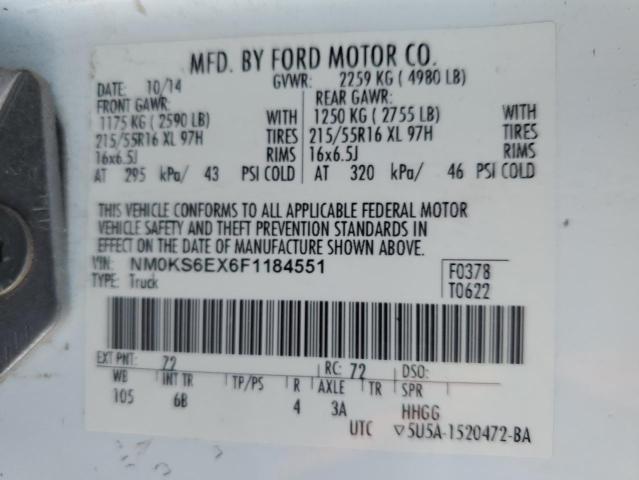 MFD. BY FORD MOTOR CO.
DATE: 10/14 GVWR: 2259 KG ( 4980 LB)
FRONT GAWR: REAR GAWR:
1175 KG ( 2590 LB) WITH 1250 KG ( 2755 LB) WITH
215/55R16 XL 97H TIRES 215/55R16 XL 97H TIRES
16x6.5J RIMS 16x6.5J RIMS
AT 295 kPa/ 43 PSI COLD AT 320 kPa/ 46 PSI COLD
THIS VEHICLE CONFORMS TO ALL APPLICABLE FEDERAL MOTOR
VEHICLE SAFETY AND THEFT PREVENTION STANDARDS IN
EFFECT ON THE DATE OF MANUFACTURE SHOWN ABOVE.
VIN: NM0KS6EX6F1184551 F0378
TYPE: Truck T0622
EXT PNT: 72 RC: 72 DSO:
WB INT TR TP/PS R AXLE TR SPR
105 6B 4 3A HHGG
UTC ▽5U5A-1520472-BA